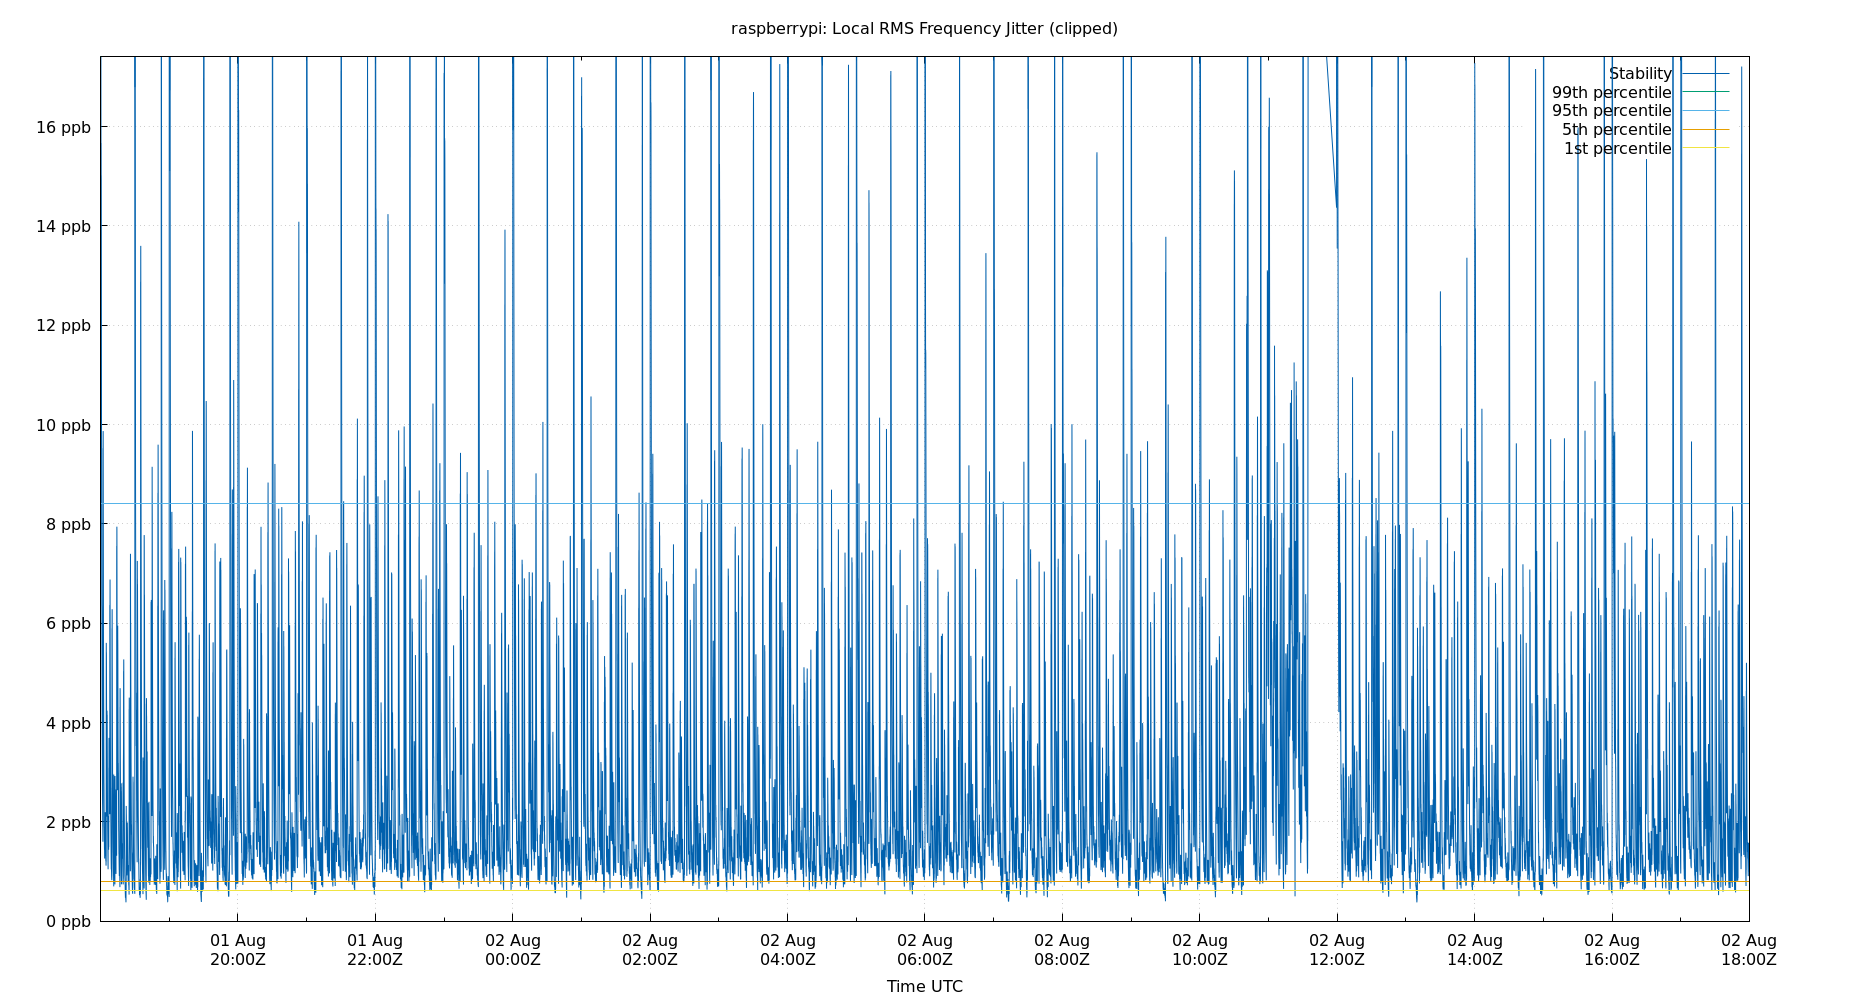 raspberrypi: Local RMS Frequency Jitter (clipped)
Stability
99th percentile
95th percentile
5th percentile
1st percentile
16 ppb
14 ppb
12 ppb
10 ppb
8 ppb
6 ppb
4 ppb
2 ppb
0 ppb
01 Aug 01 Aug 02 Aug 02 Aug 02 Aug 02 Aug 02 Aug 02 Aug 02 Aug 02 Aug 02 Aug 02 Aug
20:00Z 22:00Z 00:00Z 02:00Z 04:00Z 06:00Z 08:00Z 10:00Z 12:00Z 14:00Z 16:00Z 18:00Z
Time UTC